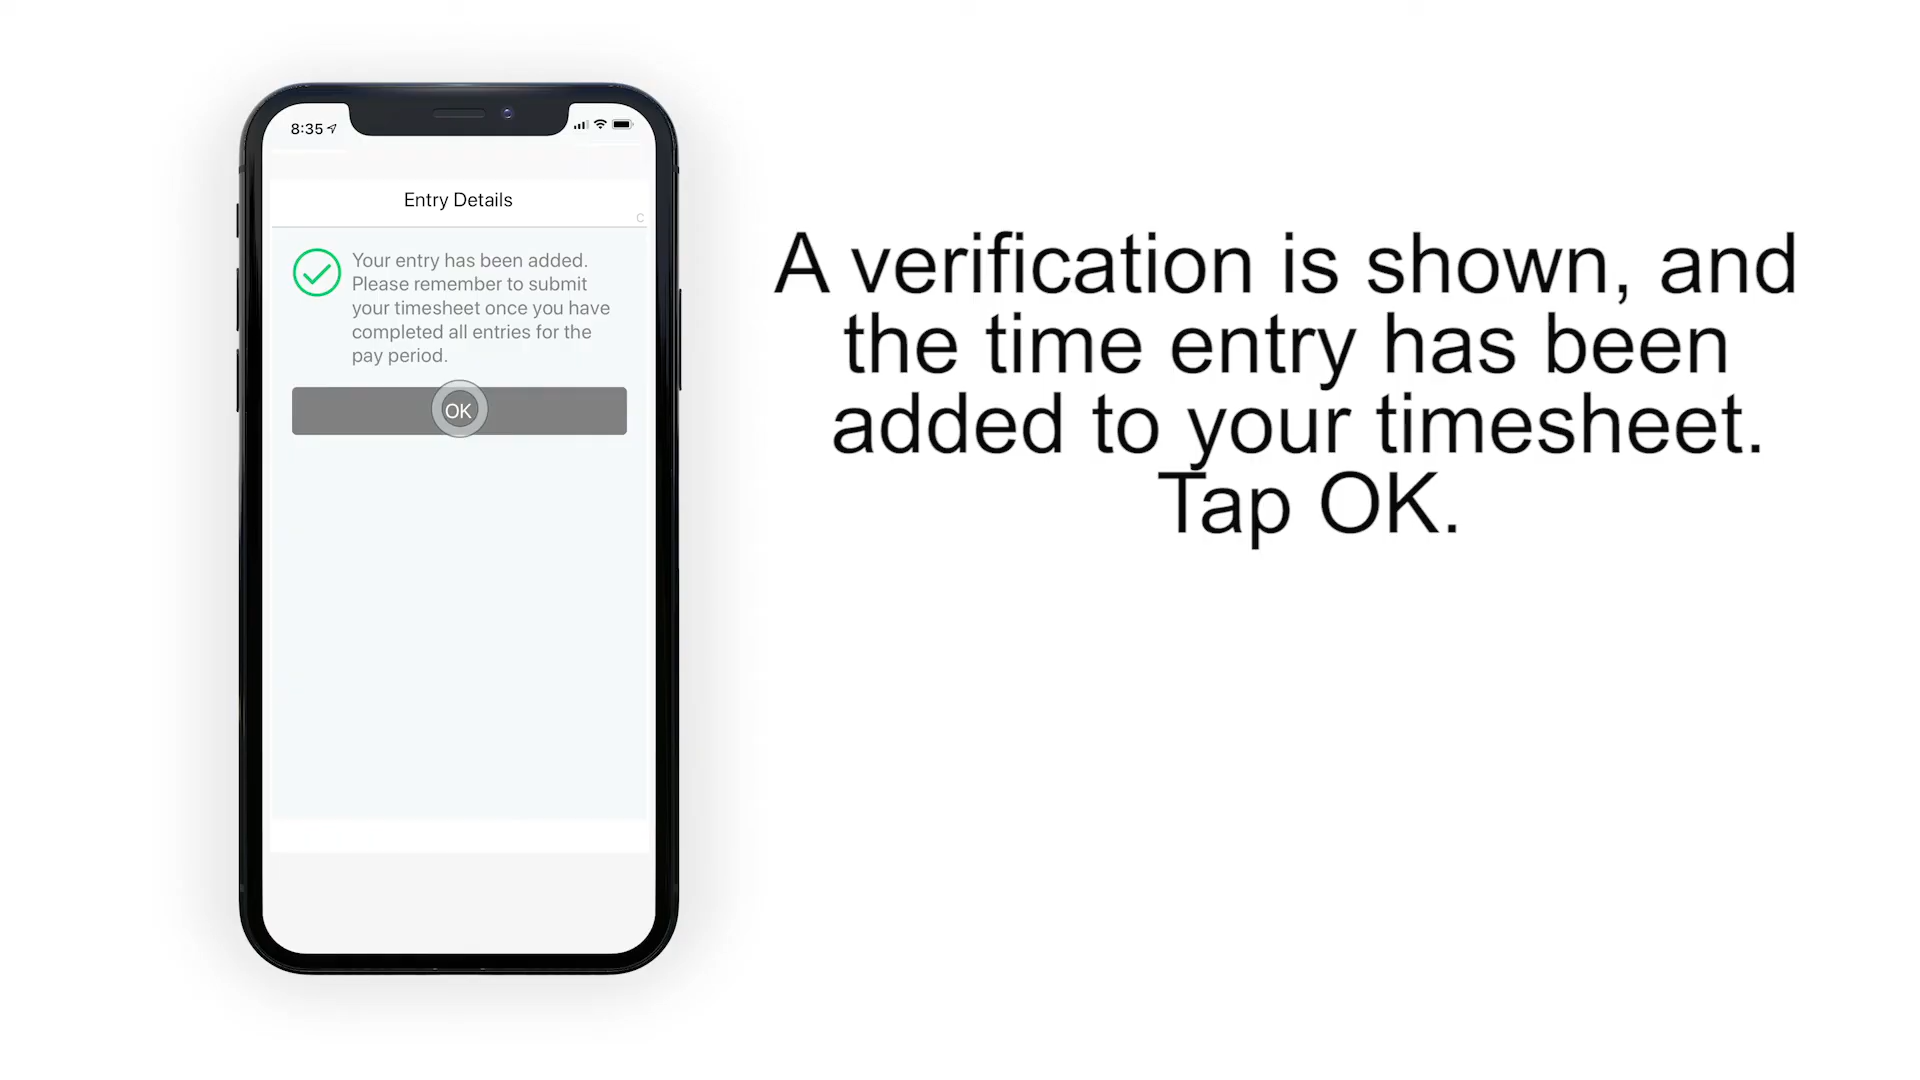 8:35
Entry Details
C
Your entry has been added.
Please remember to submit
your timesheet once you have
completed all entries for the
pay period.
OK
A verification is shown, and
the time entry has been
added to your timesheet.
Tap OK.